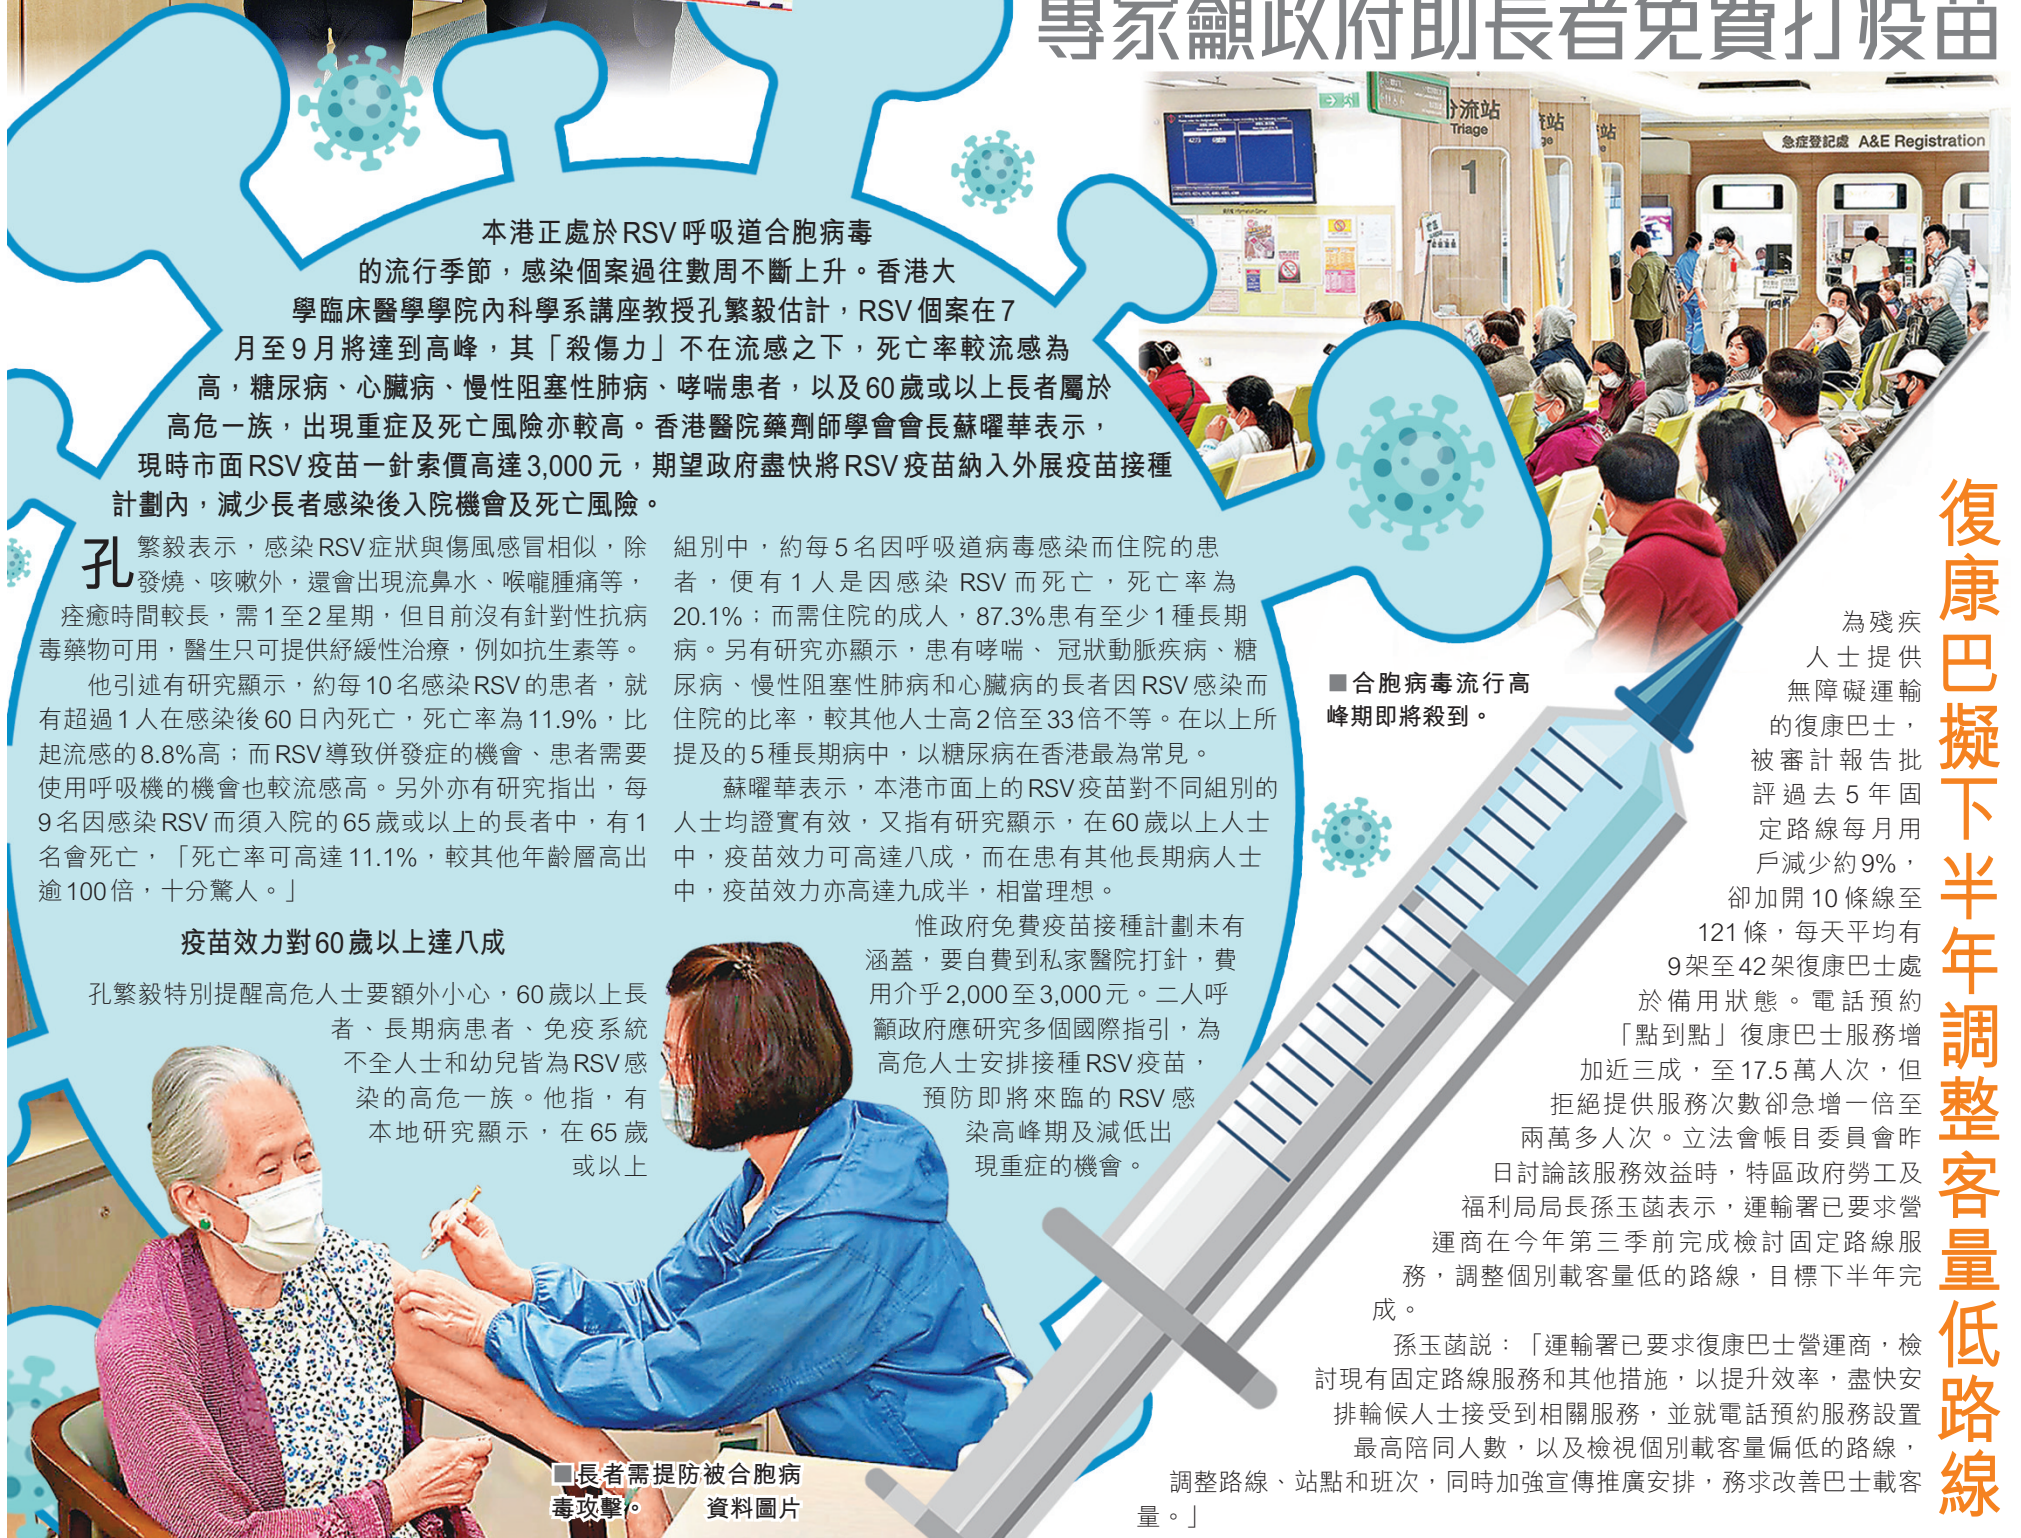 專家籲政府助長者免費打疫苗
分流站
Triage
1
流站
站
急症登記處 A&E Registration
本港正處於RSV呼吸道合胞病毒
的流行季節，感染個案過往數周不斷上升。香港大
學臨床醫學學院內科學系講座教授孔繁毅估計，RSV個案在7
月至9月將達到高峰，其「殺傷力」不在流感之下，死亡率較流感為
高，糖尿病、心臟病、慢性阻塞性肺病、哮喘患者，以及60歲或以上長者屬於
高危一族，出現重症及死亡風險亦較高。香港醫院藥劑師學會會長蘇曜華表示，
現時市面RSV疫苗一針索價高達3,000元，期望政府盡快將RSV疫苗納入外展疫苗接種
計劃內，減少長者感染後入院機會及死亡風險。
孔繁毅表示，感染RSV症狀與傷風感冒相似，除
發燒、咳嗽外，還會出現流鼻水、喉嚨腫痛等，
痊癒時間較長，需1至2星期，但目前沒有針對性抗病
毒藥物可用，醫生只可提供紓緩性治療，例如抗生素等。
他引述有研究顯示，約每10名感染RSV的患者，就
有超過1人在感染後60日內死亡，死亡率為11.9%，比
起流感的8.8%高；而RSV導致併發症的機會、患者需要
使用呼吸機的機會也較流感高。另外亦有研究指出，每
9名因感染RSV而須入院的65歲或以上的長者中，有1
名會死亡，「死亡率可高達11.1%，較其他年齡層高出
逾100倍，十分驚人。」
疫苗效力對60歲以上達八成
孔繁毅特別提醒高危人士要額外小心，60歲以上長
者、長期病患者、免疫系統
不全人士和幼兒皆為RSV感
染的高危一族。他指，有
本地研究顯示，在65歲
或以上
組別中，約每5名因呼吸道病毒感染而住院的患
者，便有1人是因感染 RSV而死亡，死亡率為
20.1%；而需住院的成人，87.3%患有至少1種長期
病。另有研究亦顯示，患有哮喘、冠狀動脈疾病、糖
尿病、慢性阻塞性肺病和心臟病的長者因RSV感染而
住院的比率，較其他人士高2倍至33倍不等。在以上所
提及的5種長期病中，以糖尿病在香港最為常見。
蘇曜華表示，本港市面上的RSV疫苗對不同組別的
人士均證實有效，又指有研究顯示，在60歲以上人士
中，疫苗效力可高達八成，而在患有其他長期病人士
中，疫苗效力亦高達九成半，相當理想。
惟政府免費疫苗接種計劃未有
涵蓋，要自費到私家醫院打針，費
用介乎2,000至3,000元。二人呼
籲政府應研究多個國際指引，為
高危人士安排接種RSV疫苗，
預防即將來臨的RSV感
染高峰期及減低出
現重症的機會。
■合胞病毒流行高
峰期即將殺到。
■長者需提防被合胞病
毒攻擊。 資料圖片
復康巴擬下半年調整客量低路線
為殘疾
人士提供
無障礙運輸
的復康巴士，
被審計報告批
評過去5年固
定路線每月用
戶減少約9%，
卻加開10條線至
121條，每天平均有
9架至42架復康巴士處
於備用狀態。電話預約
「點到點」復康巴士服務增
加近三成，至17.5萬人次，但
拒絕提供服務次數卻急增一倍至
兩萬多人次。立法會帳目委員會昨
日討論該服務效益時，特區政府勞工及
福利局局長孫玉菡表示，運輸署已要求營
運商在今年第三季前完成檢討固定路線服
務，調整個別載客量低的路線，目標下半年完
成。
孫玉菡説：「運輸署已要求復康巴士營運商，檢
討現有固定路線服務和其他措施，以提升效率，盡快安
排輪候人士接受到相關服務，並就電話預約服務設置
最高陪同人數，以及檢視個別載客量偏低的路線，
調整路線、站點和班次，同時加強宣傳推廣安排，務求改善巴士載客
量。」